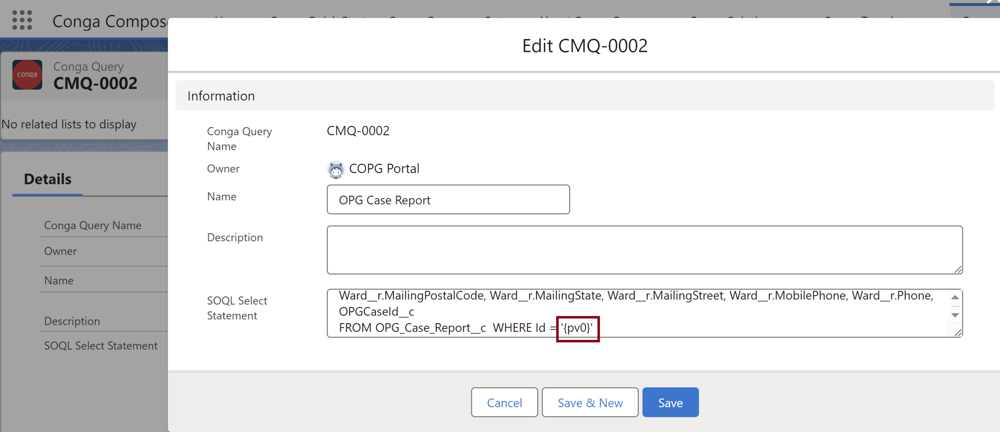 Conga Compos
Edit CMQ-0002
conga
Conga Query
CMQ-0002
No related lists to display
Details
Conga Query Name
Owner
Name
Description
SOQL Select Statement
Information
Conga Query
Name
CMQ-0002
Owner
COPG Portal
Name
OPG Case Report
Description
SOQL Select
Statement
Ward__r.MailingPostalCode, Ward__r.MailingState, Ward__r.MailingStreet, Ward__r.MobilePhone, Ward__r.Phone,
OPGCaseId__c
FROM OPG_Case_Report__c  WHERE Id = '{pv0}'
Cancel
Save & New
Save